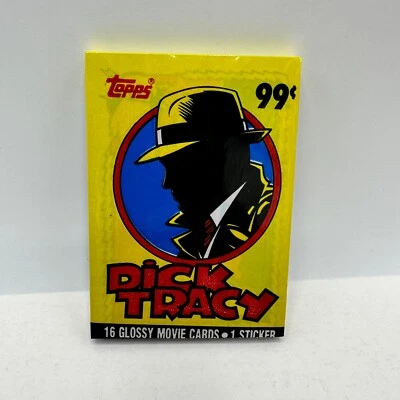 Topps®
99¢
DiCK
TRACY
16 GLOSSY MOVIE CARDS • 1 STICKER